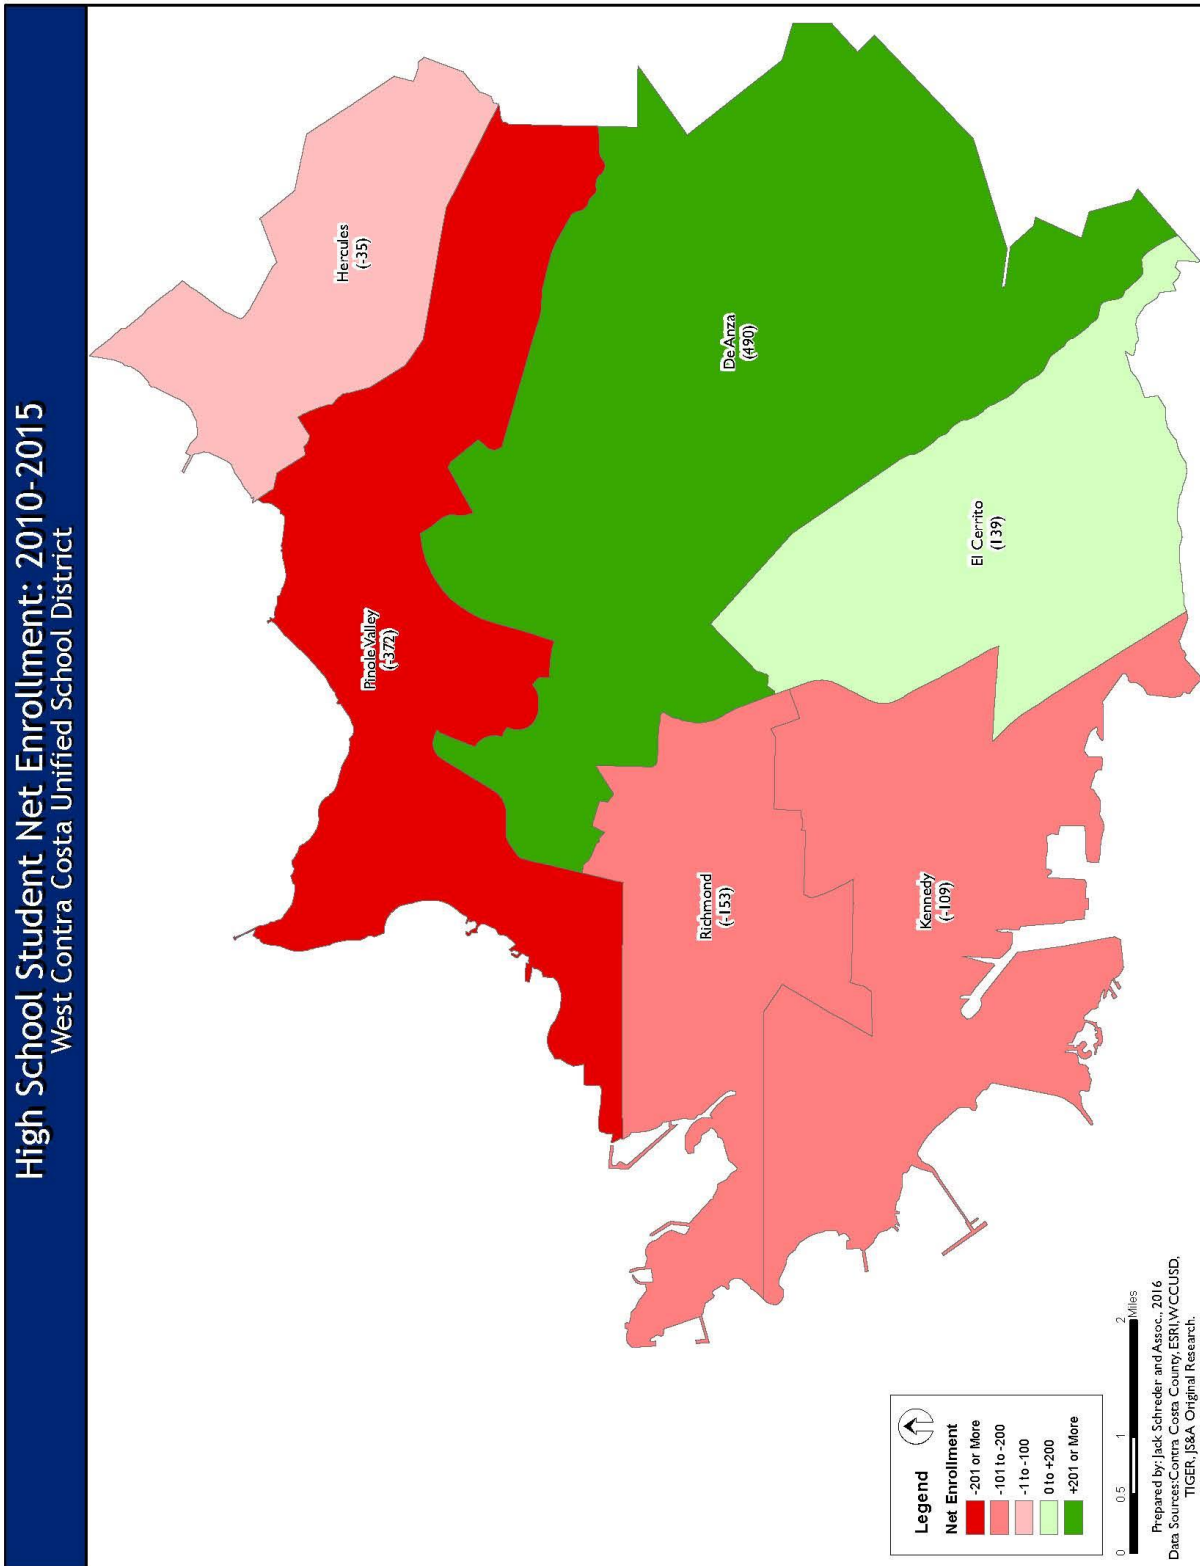 High School Student Net Enrollment: 2010-2015
West Contra Costa Unified School District
Hercules
(-35)
Pinole Valley
(-372)
De Anza
(490)
Richmond
(-153)
El Cerrito
(139)
Kennedy
(-109)
Legend
Net Enrollment
-201 or More
-101 to -200
-1 to -100
0 to +200
+201 or More
0 0.5 1 2
Miles
Prepared by: Jack Schreder and Assoc., 2016
Data Sources:Contra Costa County, ESRI, WCCUSD,
TIGER, JS&A Original Research.